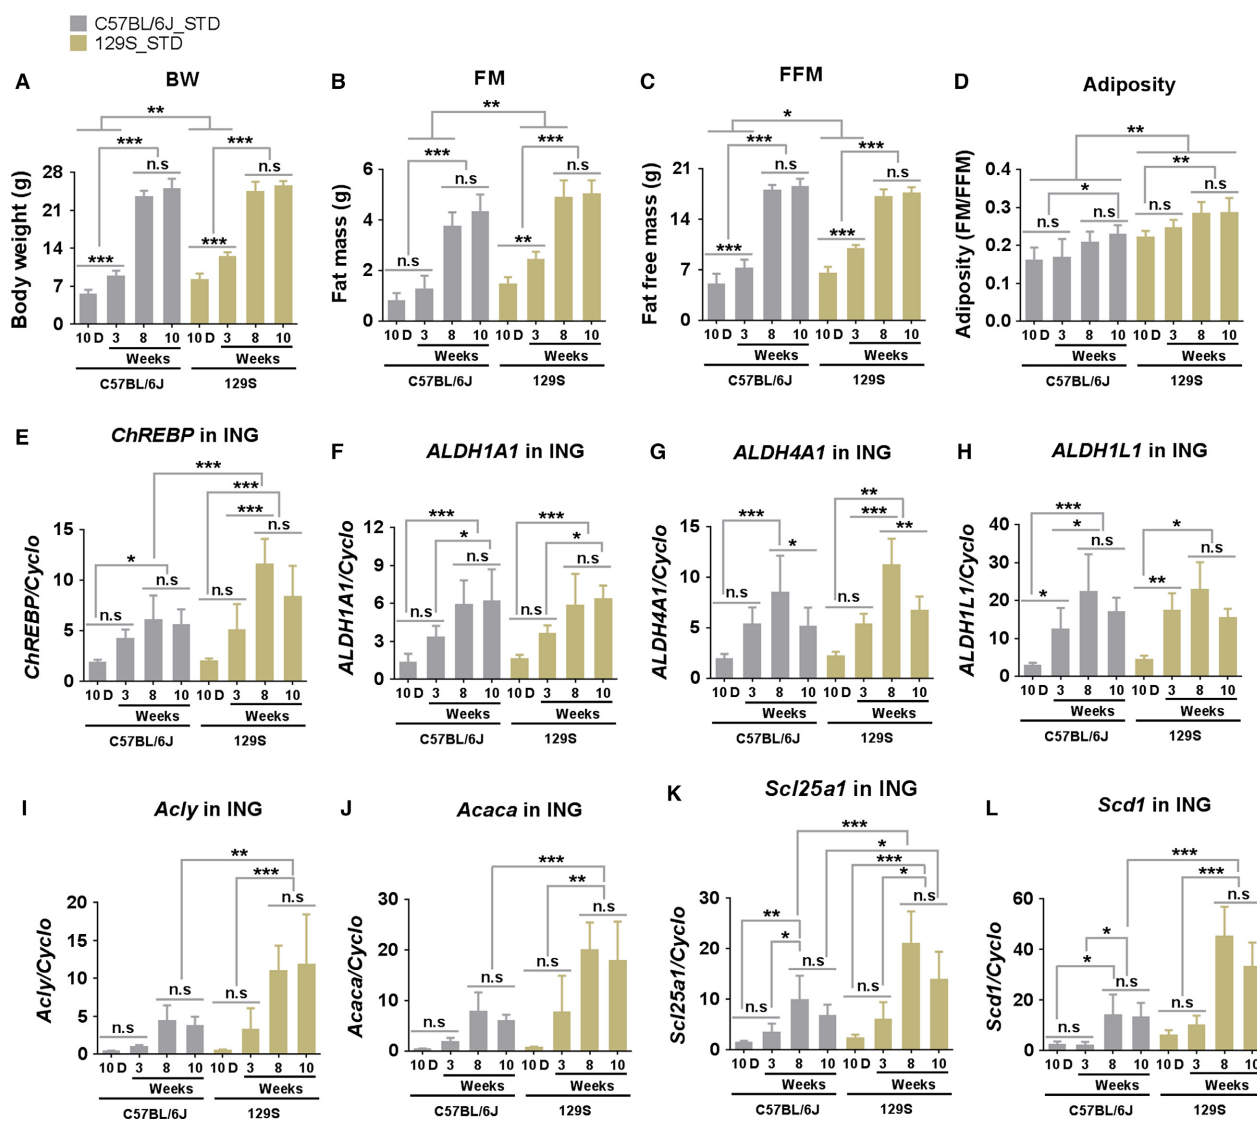 C57BL/6J_STD
129S_STD
A
BW
Body weight (g)
28
21
14
7
0
**
***
***
n.s
n.s
***
***
10 D 3 8 10 10 D 3 8 10
Weeks Weeks
C57BL/6J 129S
B
FM
Fat mass (g)
6
4
2
0
**
***
***
n.s
n.s
n.s
**
10 D 3 8 10 10 D 3 8 10
Weeks Weeks
C57BL/6J 129S
C
FFM
Fat free mass (g)
21
14
7
0
*
***
***
n.s
n.s
***
***
10 D 3 8 10 10 D 3 8 10
Weeks Weeks
C57BL/6J 129S
D
Adiposity
Adiposity (FM/FFM)
0.4
0.3
0.2
0.1
0.0
**
**
*
n.s
n.s
n.s
n.s
10 D 3 8 10 10 D 3 8 10
Weeks Weeks
C57BL/6J 129S
E
ChREBP in ING
ChREBP/Cyclo
15
10
5
0
***
***
***
n.s
*
n.s
n.s
n.s
10 D 3 8 10 10 D 3 8 10
Weeks Weeks
C57BL/6J 129S
F
ALDH1A1 in ING
ALDH1A1/Cyclo
12
9
6
3
0
***
***
*
*
n.s
n.s
n.s
n.s
10 D 3 8 10 10 D 3 8 10
Weeks Weeks
C57BL/6J 129S
G
ALDH4A1 in ING
ALDH4A1/Cyclo
15
10
5
0
**
***
***
**
*
n.s
n.s
10 D 3 8 10 10 D 3 8 10
Weeks Weeks
C57BL/6J 129S
H
ALDH1L1 in ING
ALDH1L1/Cyclo
40
30
20
10
0
***
*
*
n.s
n.s
**
*
10 D 3 8 10 10 D 3 8 10
Weeks Weeks
C57BL/6J 129S
I
Acly in ING
Acly/Cyclo
20
15
10
5
0
**
***
n.s
n.s
n.s
n.s
10 D 3 8 10 10 D 3 8 10
Weeks Weeks
C57BL/6J 129S
J
Acaca in ING
Acaca/Cyclo
30
20
10
0
***
**
n.s
n.s
n.s
n.s
10 D 3 8 10 10 D 3 8 10
Weeks Weeks
C57BL/6J 129S
K
Scl25a1 in ING
Scl25a1/Cyclo
30
20
10
0
***
*
***
*
n.s
**
*
n.s
n.s
n.s
10 D 3 8 10 10 D 3 8 10
Weeks Weeks
C57BL/6J 129S
L
Scd1 in ING
Scd1/Cyclo
60
40
20
0
***
***
n.s
*
*
n.s
n.s
n.s
10 D 3 8 10 10 D 3 8 10
Weeks Weeks
C57BL/6J 129S